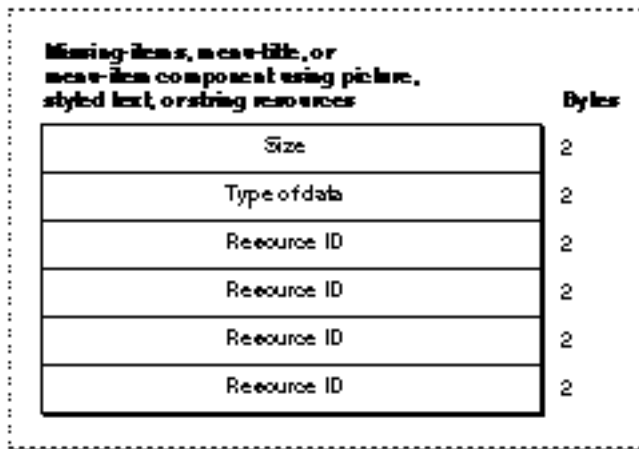 Missing-items, menu-title, or
menu-item component using picture,
styled text, or string resources Bytes
Size 2
Type of data 2
Resource ID 2
Resource ID 2
Resource ID 2
Resource ID 2